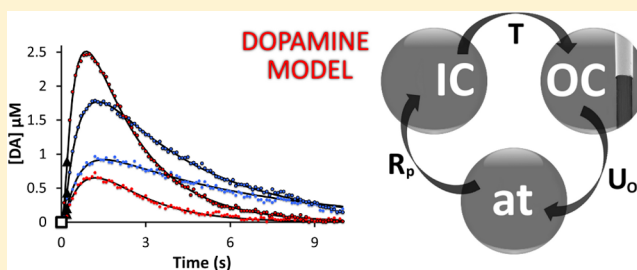 DOPAMINE
MODEL
[DA] µM
2.5
2
1.5
1
0.5
0
0
3
6
9
Time (s)
T
IC
OC
Rp
Uo
at